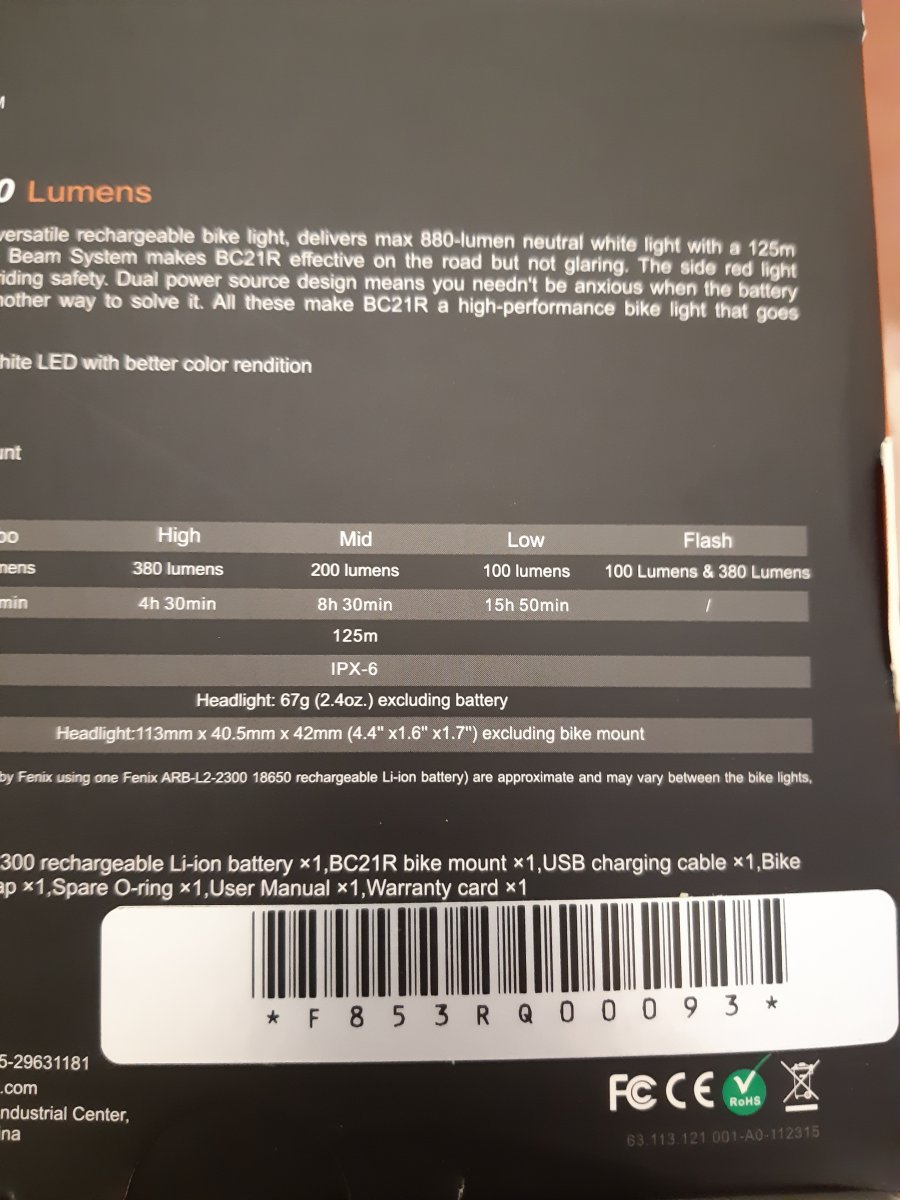 0 Lumens
versatile rechargeable bike light, delivers max 880-lumen neutral white light with a 125m
Beam System makes BC21R effective on the road but not glaring. The side red light
riding safety. Dual power source design means you needn't be anxious when the battery
nother way to solve it. All these make BC21R a high-performance bike light that goes
hite LED with better color rendition
unt
bo High Mid Low Flash
mens 380 lumens 200 lumens 100 lumens 100 Lumens & 380 Lumens
min 4h 30min 8h 30min 15h 50min /
125m
IPX-6
Headlight: 67g (2.4oz.) excluding battery
Headlight:113mm x 40.5mm x 42mm (4.4" x1.6" x1.7") excluding bike mount
by Fenix using one Fenix ARB-L2-2300 18650 rechargeable Li-ion battery) are approximate and may vary between the bike lights,
300 rechargeable Li-ion battery ×1,BC21R bike mount ×1,USB charging cable ×1,Bike
ap ×1,Spare O-ring ×1,User Manual ×1,Warranty card ×1
* F 8 5 3 R Q 0 0 0 9 3 *
5-29631181
.com
ndustrial Center,
na
FC CE RoHS
63.113.121 001-A0-112315